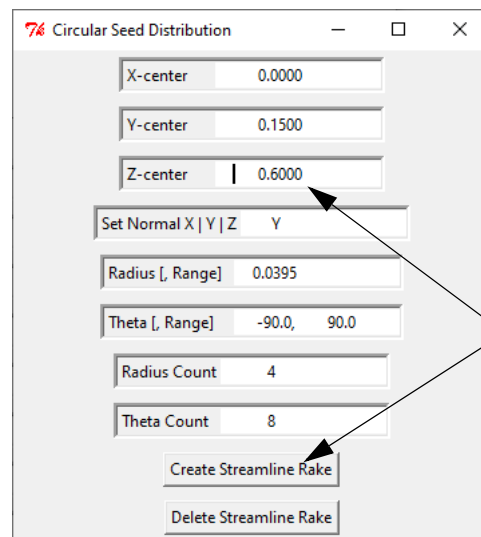 Circular Seed Distribution
X-center 0.0000
Y-center 0.1500
Z-center 0.6000
Set Normal X | Y | Z Y
Radius [, Range] 0.0395
Theta [, Range] -90.0, 90.0
Radius Count 4
Theta Count 8
Create Streamline Rake
Delete Streamline Rake